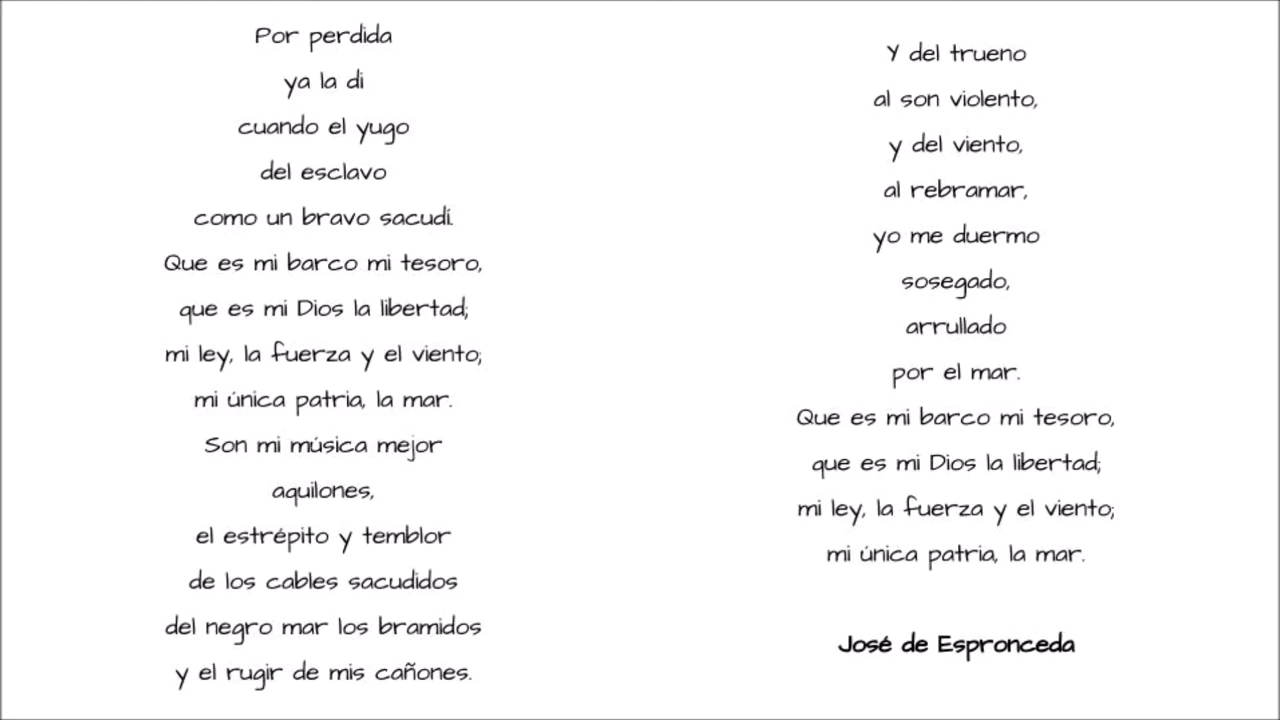 Por perdida
ya la di
cuando el yugo
del esclavo
como un bravo sacudí.
Que es mi barco mi tesoro,
que es mi Dios la libertad;
mi ley, la fuerza y el viento;
mi única patria, la mar.
Son mi música mejor
aquilones,
el estrépito y temblor
de los cables sacudidos
del negro mar los bramidos
y el rugir de mis cañones.
Y del trueno
al son violento,
y del viento,
al rebramar,
yo me duermo
sosegado,
arrullado
por el mar.
Que es mi barco mi tesoro,
que es mi Dios la libertad;
mi ley, la fuerza y el viento;
mi única patria, la mar.
José de Espronceda